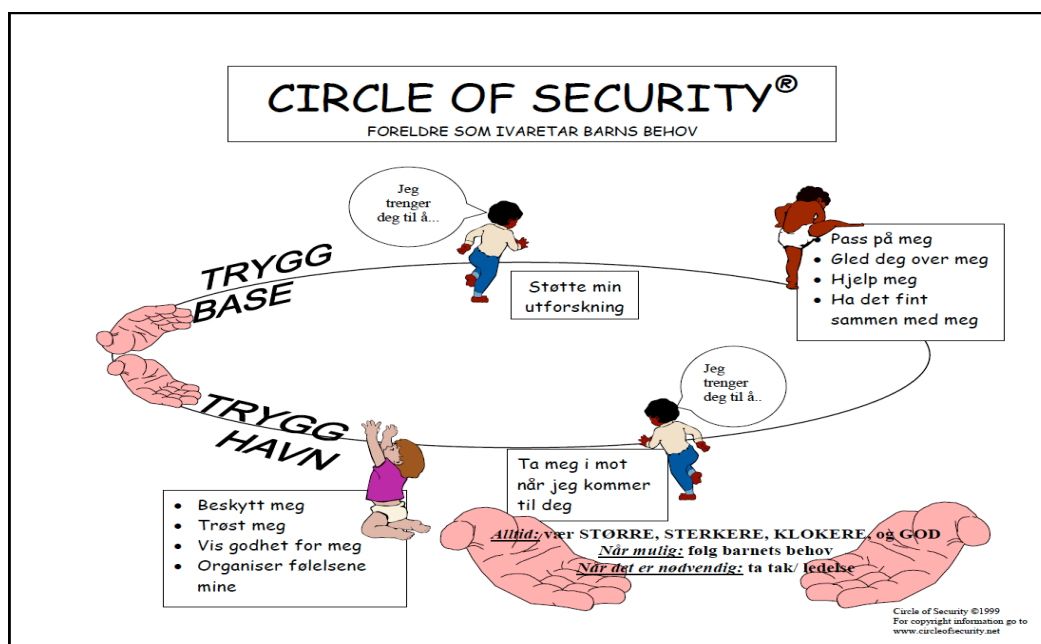 CIRCLE OF SECURITY®
FORELDRE SOM IVARETAR BARNS BEHOV
Jeg
trenger
deg til å...
TRYGG
BASE
Støtte min
utforskning
• Pass på meg
• Gled deg over meg
• Hjelp meg
• Ha det fint
sammen med meg
Jeg
trenger
deg til å..
TRYGG
HAVN
Ta meg i mot
når jeg kommer
til deg
• Beskytt meg
• Trøst meg
• Vis godhet for meg
• Organiser følelsene
mine
Alltid: vær STØRRE, STERKERE, KLOKERE, og GOD
Når mulig: følg barnets behov
Når det er nødvendig: ta tak/ ledelse
Circle of Security ©1999
For copyright information go to
www.circleofsecurity.net